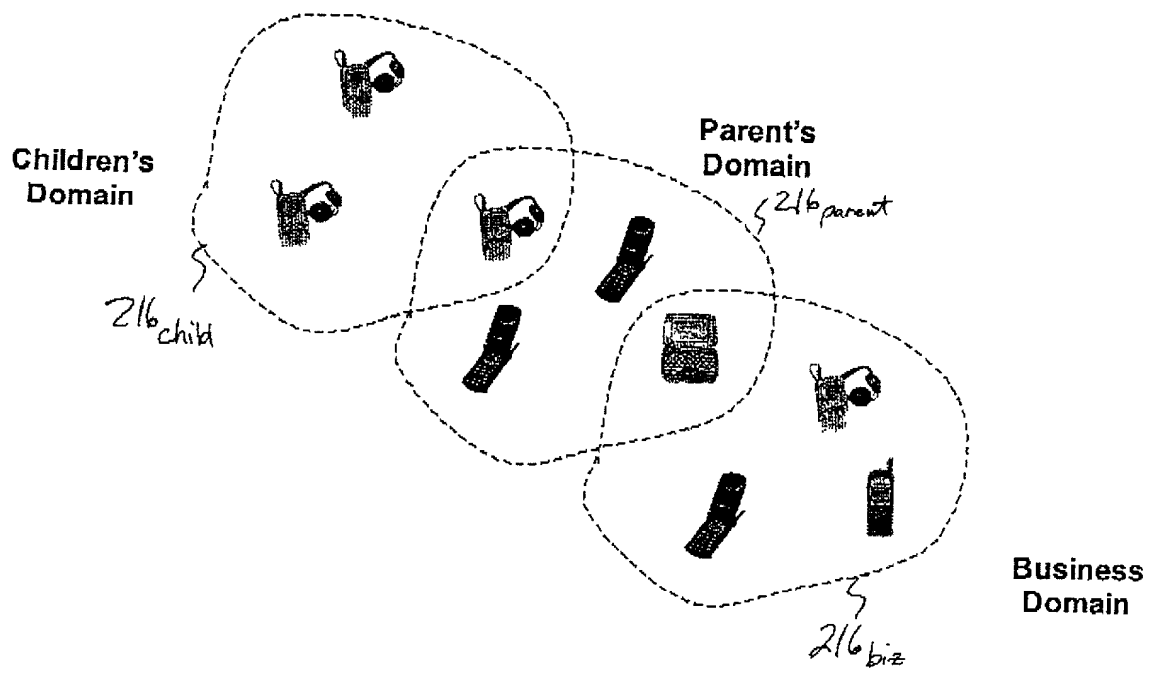 Children's
Domain
Parent's
Domain
216parent
216child
Business
Domain
216biz